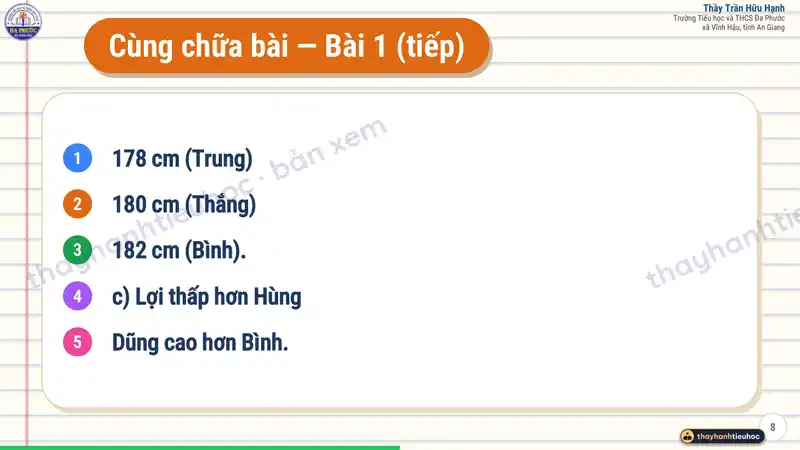 Thầy Trần Hữu Hạnh
Trường Tiểu học và THCS Đa Phước
xã Vĩnh Hậu, tỉnh An Giang
ĐA PHƯỚC
Cùng chữa bài – Bài 1 (tiếp)
1 178 cm (Trung)
2 180 cm (Thắng)
3 182 cm (Bình).
4 c) Lợi thấp hơn Hùng
5 Dũng cao hơn Bình.
thayhanhtieuhoc · bản xem
thayhanhtie
8
thayhanhtieuhoc